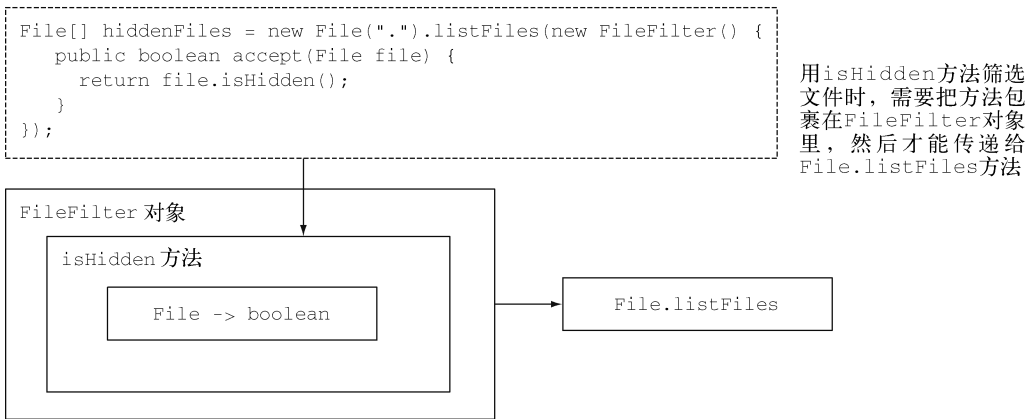 File[] hiddenFiles = new File(".").listFiles(new FileFilter() {
public boolean accept(File file) {
return file.isHidden();
}
});
用isHidden方法筛选
文件时，需要把方法包
裹在FileFilter对象
里，然后才能传递给
File.listFiles方法
FileFilter 对象
isHidden 方法
File -> boolean
File.listFiles